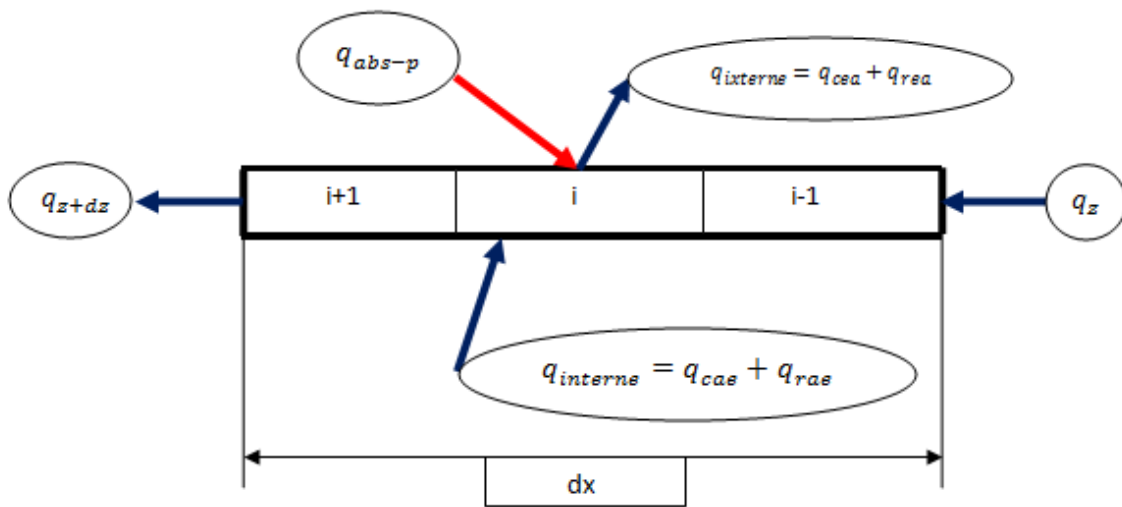 q_{abs-p}
q_{ixterne} = q_{cea} + q_{rea}
q_{z+dz}
i+1
i
i-1
q_z
q_{interne} = q_{cae} + q_{rae}
dx